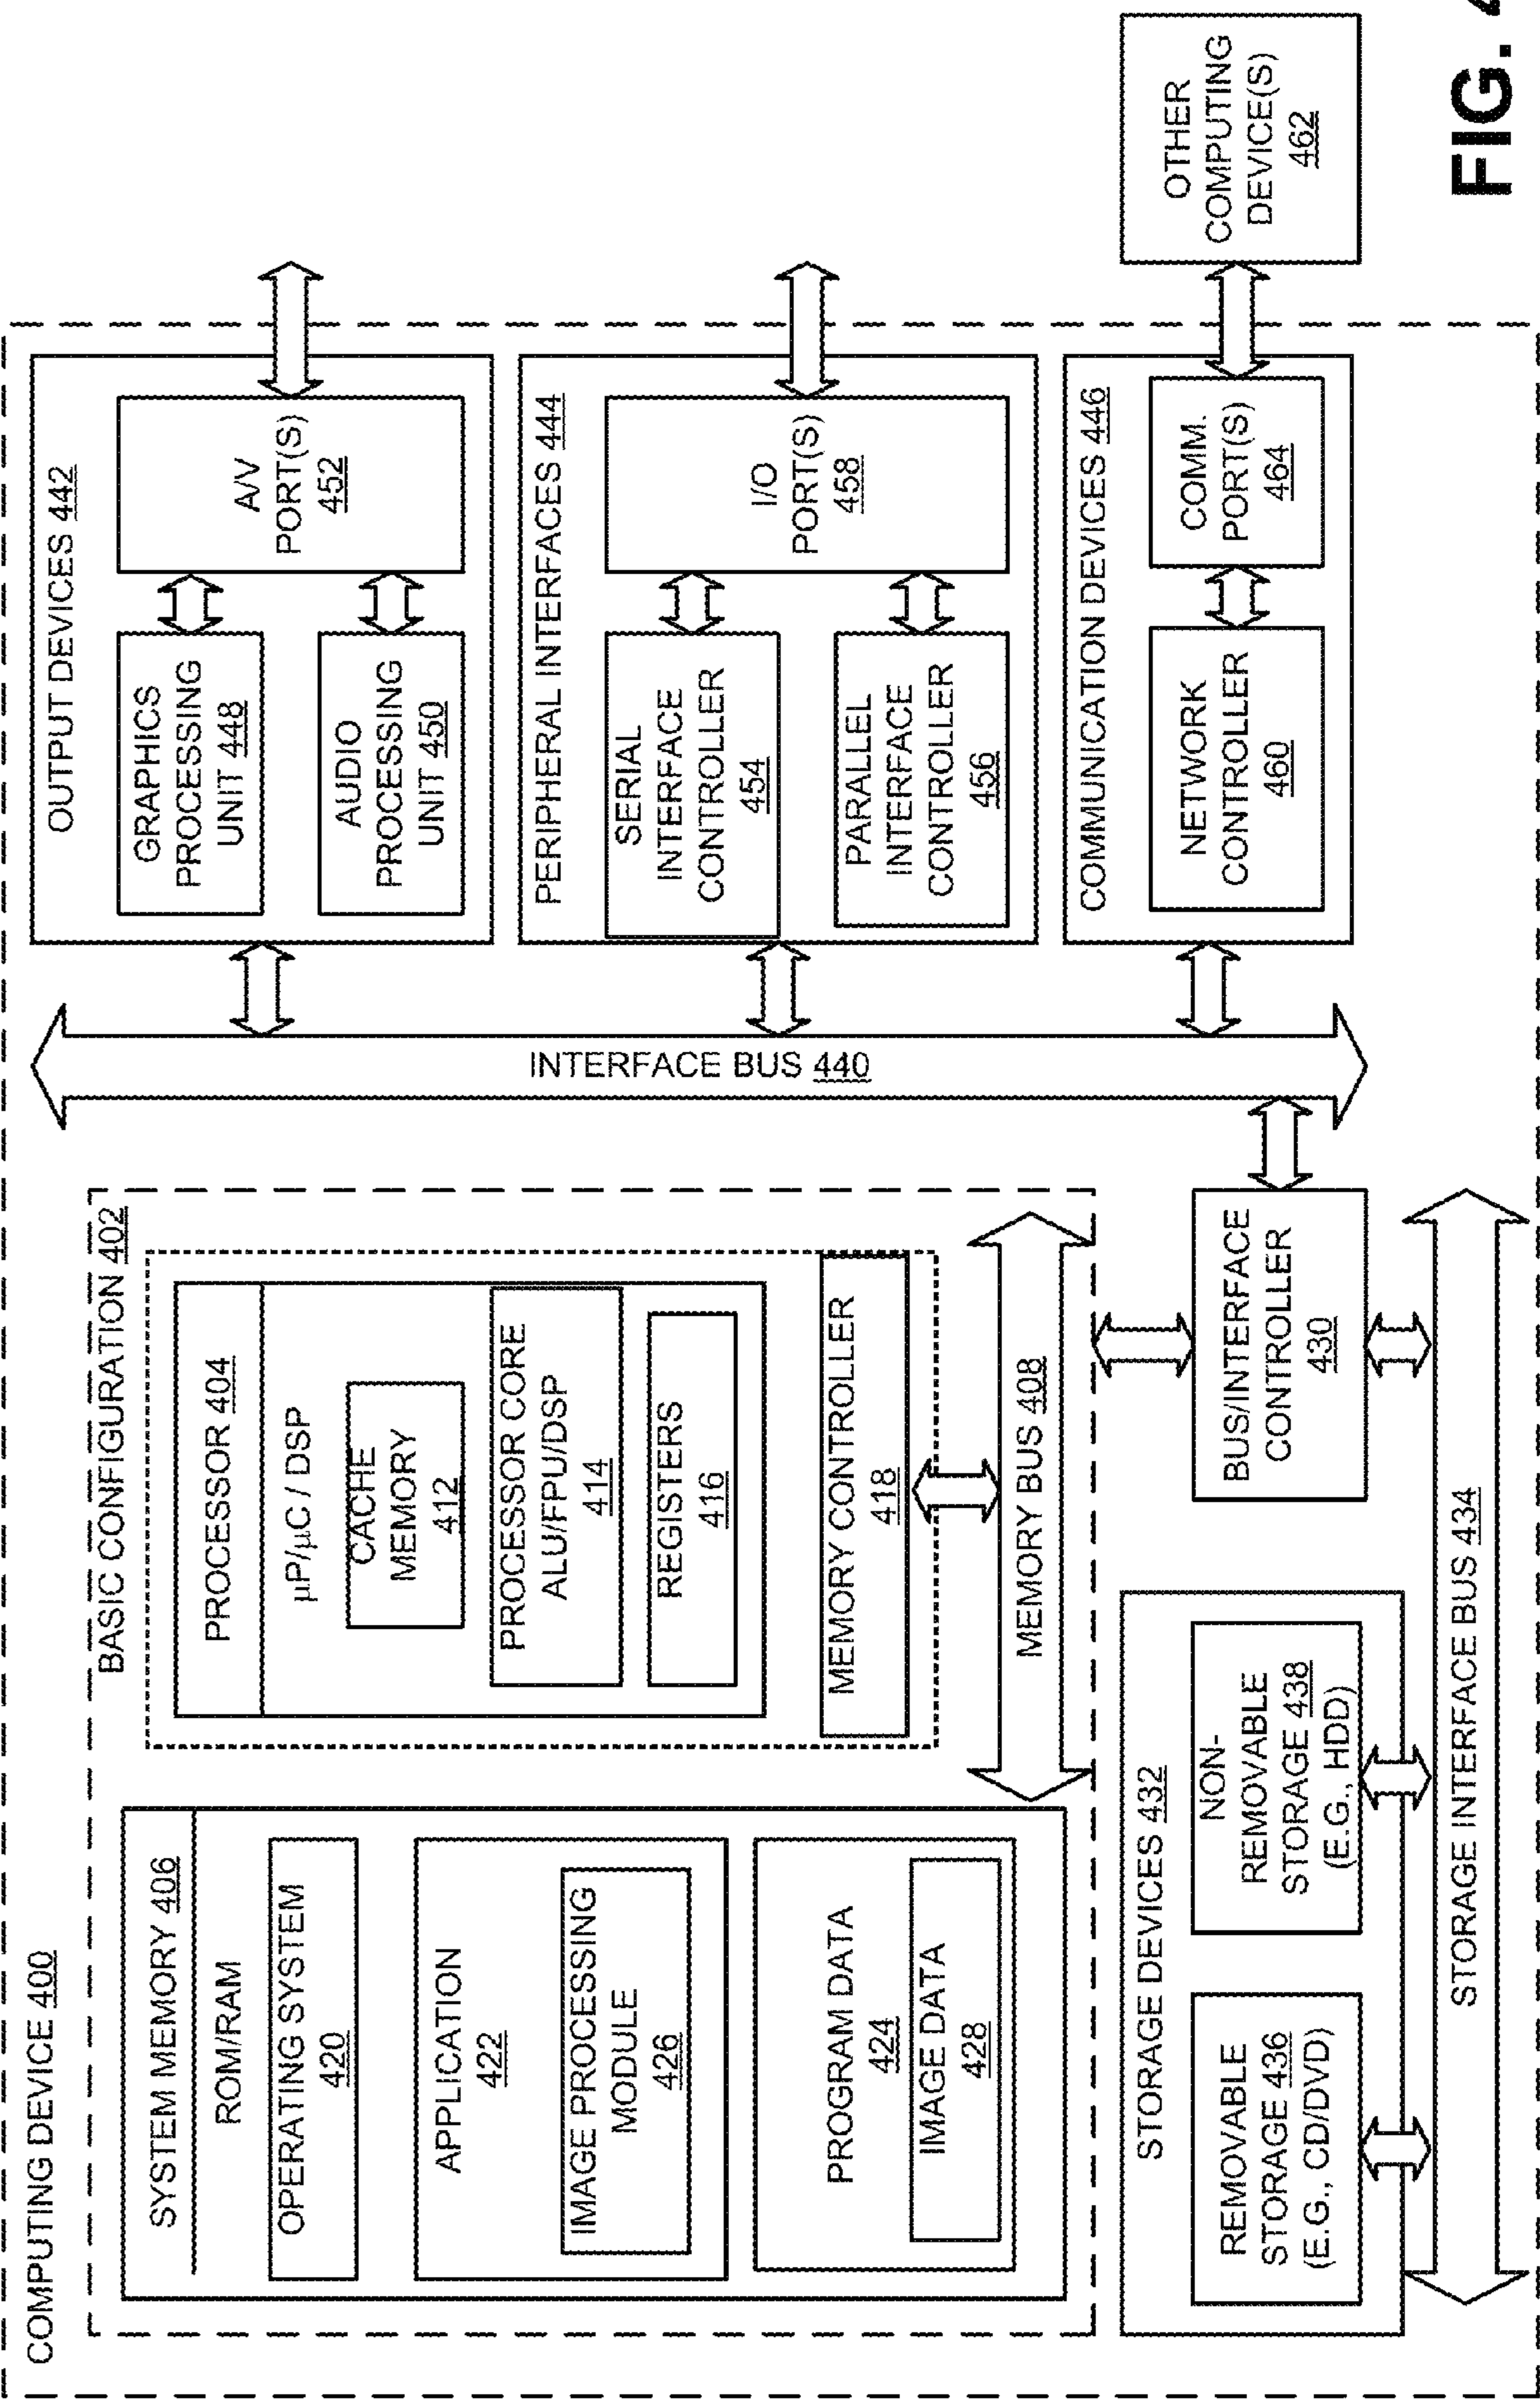 COMPUTING DEVICE 400
BASIC CONFIGURATION 402
SYSTEM MEMORY 406
ROM/RAM
OPERATING SYSTEM
420
APPLICATION
422
IMAGE PROCESSING
MODULE
426
PROGRAM DATA
424
IMAGE DATA
428
PROCESSOR 404
µP/µC / DSP
CACHE
MEMORY
412
PROCESSOR CORE
ALU/FPU/DSP
414
REGISTERS
416
MEMORY CONTROLLER
418
MEMORY BUS 408
BUS/INTERFACE
CONTROLLER
430
STORAGE DEVICES 432
REMOVABLE
STORAGE 436
(E.G., CD/DVD)
NON-
REMOVABLE
STORAGE 438
(E.G., HDD)
STORAGE INTERFACE BUS 434
INTERFACE BUS 440
OUTPUT DEVICES 442
GRAPHICS
PROCESSING
UNIT 448
AUDIO
PROCESSING
UNIT 450
A/V
PORT(S)
452
PERIPHERAL INTERFACES 444
SERIAL
INTERFACE
CONTROLLER
454
PARALLEL
INTERFACE
CONTROLLER
456
I/O
PORT(S)
458
COMMUNICATION DEVICES 446
NETWORK
CONTROLLER
460
COMM.
PORT(S)
464
OTHER
COMPUTING
DEVICE(S)
462
FIG. 4